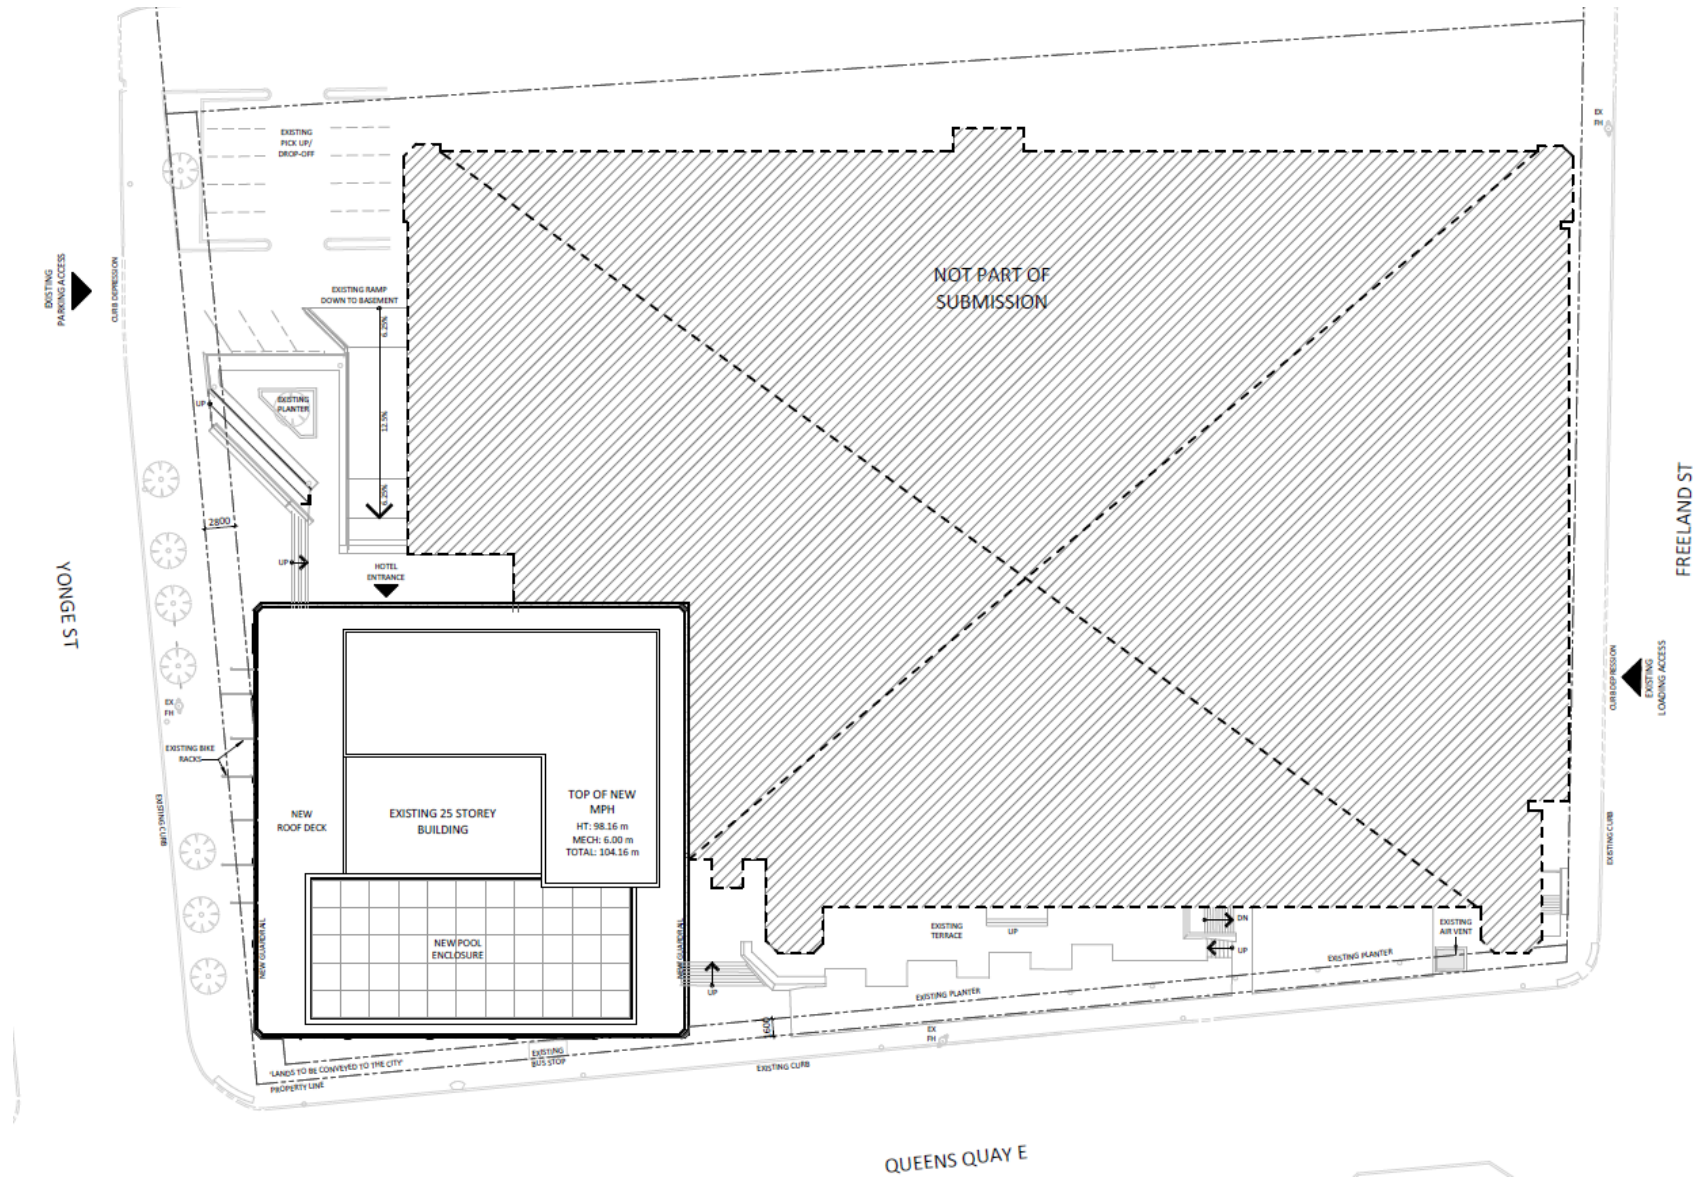 EX
FH
EXISTING
PICK UP/
DROP-OFF
EXISTING
PARKING ACCESS
CURB DEPRESSION
NOT PART OF
SUBMISSION
EXISTING RAMP
DOWN TO BASEMENT
6.25%
12.5%
6.25%
UP
EXISTING
PLANTER
2800
UP
HOTEL
ENTRANCE
YONGE ST
FREELAND ST
EX
FH
EXISTING BIKE
RACKS
EXISTING CURB
NEW
ROOF DECK
EXISTING 25 STOREY
BUILDING
TOP OF NEW
MPH
HT: 98.16 m
MECH: 6.00 m
TOTAL: 104.16 m
CURB DEPRESSION
EXISTING
LOADING ACCESS
EXISTING CURB
NEW GUARDRAIL
NEW POOL
ENCLOSURE
NEW GUARDRAIL
UP
EXISTING
TERRACE
UP
DN
UP
EXISTING
AIR VENT
EXISTING PLANTER
EXISTING PLANTER
1600
EX
FH
EXISTING
BUS STOP
EXISTING CURB
'LANDS TO BE CONVEYED TO THE CITY'
PROPERTY LINE
QUEENS QUAY E